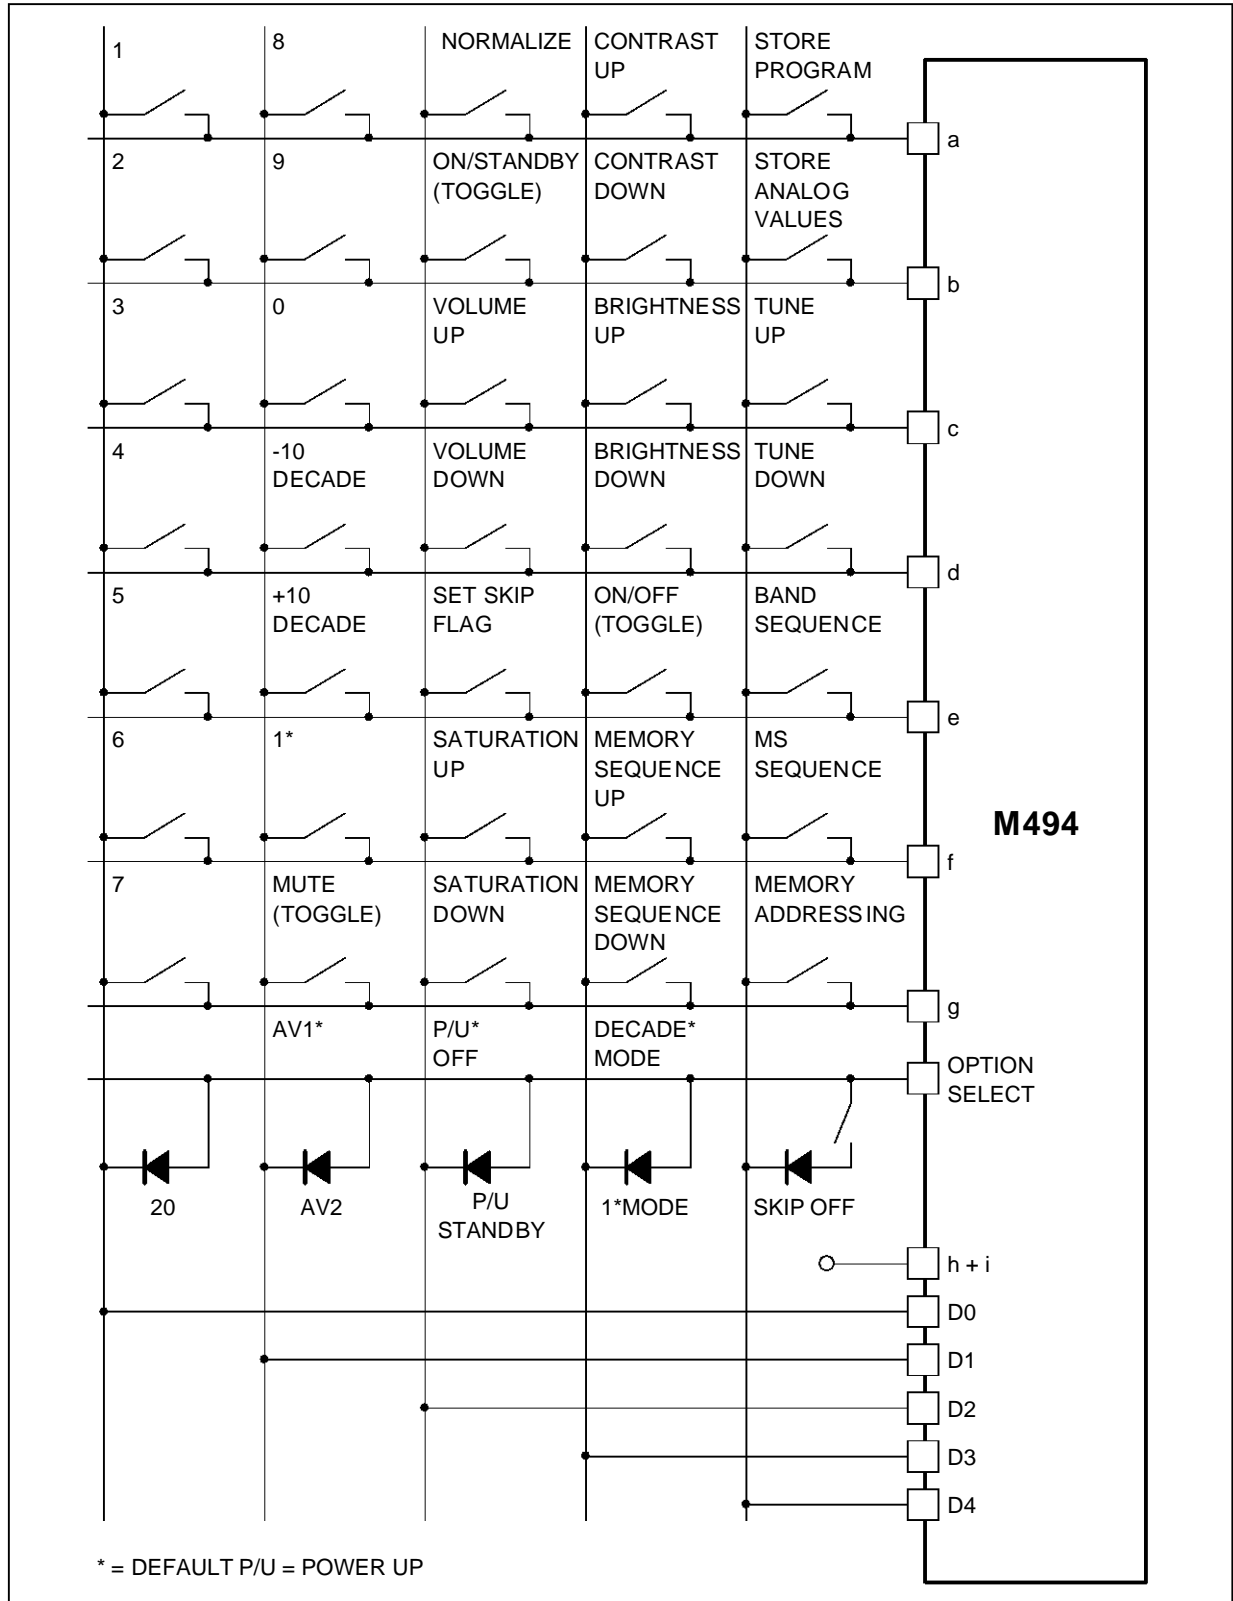 1
8
NORMALIZE
CONTRAST
UP
STORE
PROGRAM
a
2
9
ON/STANDBY
(TOGGLE)
CONTRAST
DOWN
STORE
ANALOG
VALUES
b
3
0
VOLUME
UP
BRIGHTNESS
UP
TUNE
UP
c
4
-10
DECADE
VOLUME
DOWN
BRIGHTNESS
DOWN
TUNE
DOWN
d
5
+10
DECADE
SET SKIP
FLAG
ON/OFF
(TOGGLE)
BAND
SEQUENCE
e
6
1*
SATURATION
UP
MEMORY
SEQUENCE
UP
MS
SEQUENCE
M494
f
7
MUTE
(TOGGLE)
SATURATION
DOWN
MEMORY
SEQUENCE
DOWN
MEMORY
ADDRESSING
g
AV1*
P/U*
OFF
DECADE*
MODE
OPTION
SELECT
20
AV2
P/U
STANDBY
1*MODE
SKIP OFF
h + i
D0
D1
D2
D3
D4
* = DEFAULT P/U = POWER UP